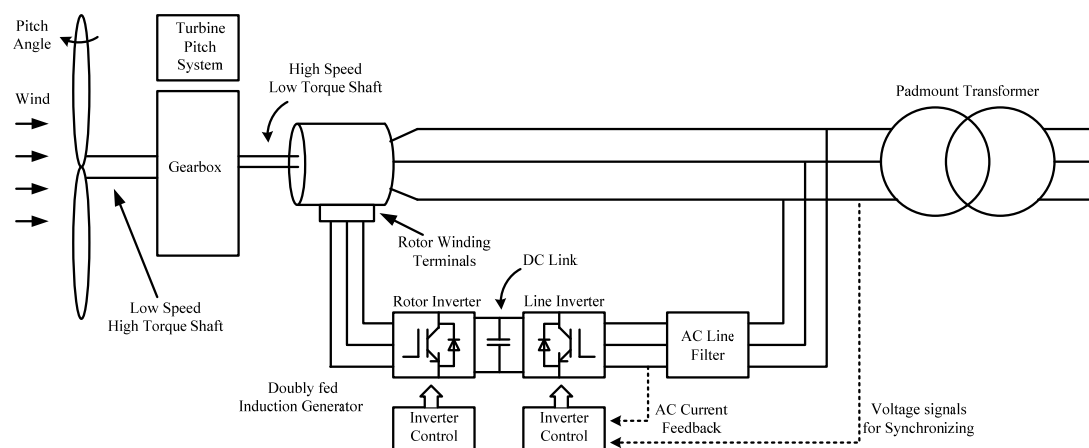 Pitch
Angle
Turbine
Pitch
System
High Speed
Low Torque Shaft
Padmount Transformer
Wind
Gearbox
Rotor Winding
Terminals
DC Link
Low Speed
High Torque Shaft
Rotor Inverter
Line Inverter
AC Line
Filter
Doubly fed
Induction Generator
Inverter
Control
Inverter
Control
AC Current
Feedback
Voltage signals
for Synchronizing